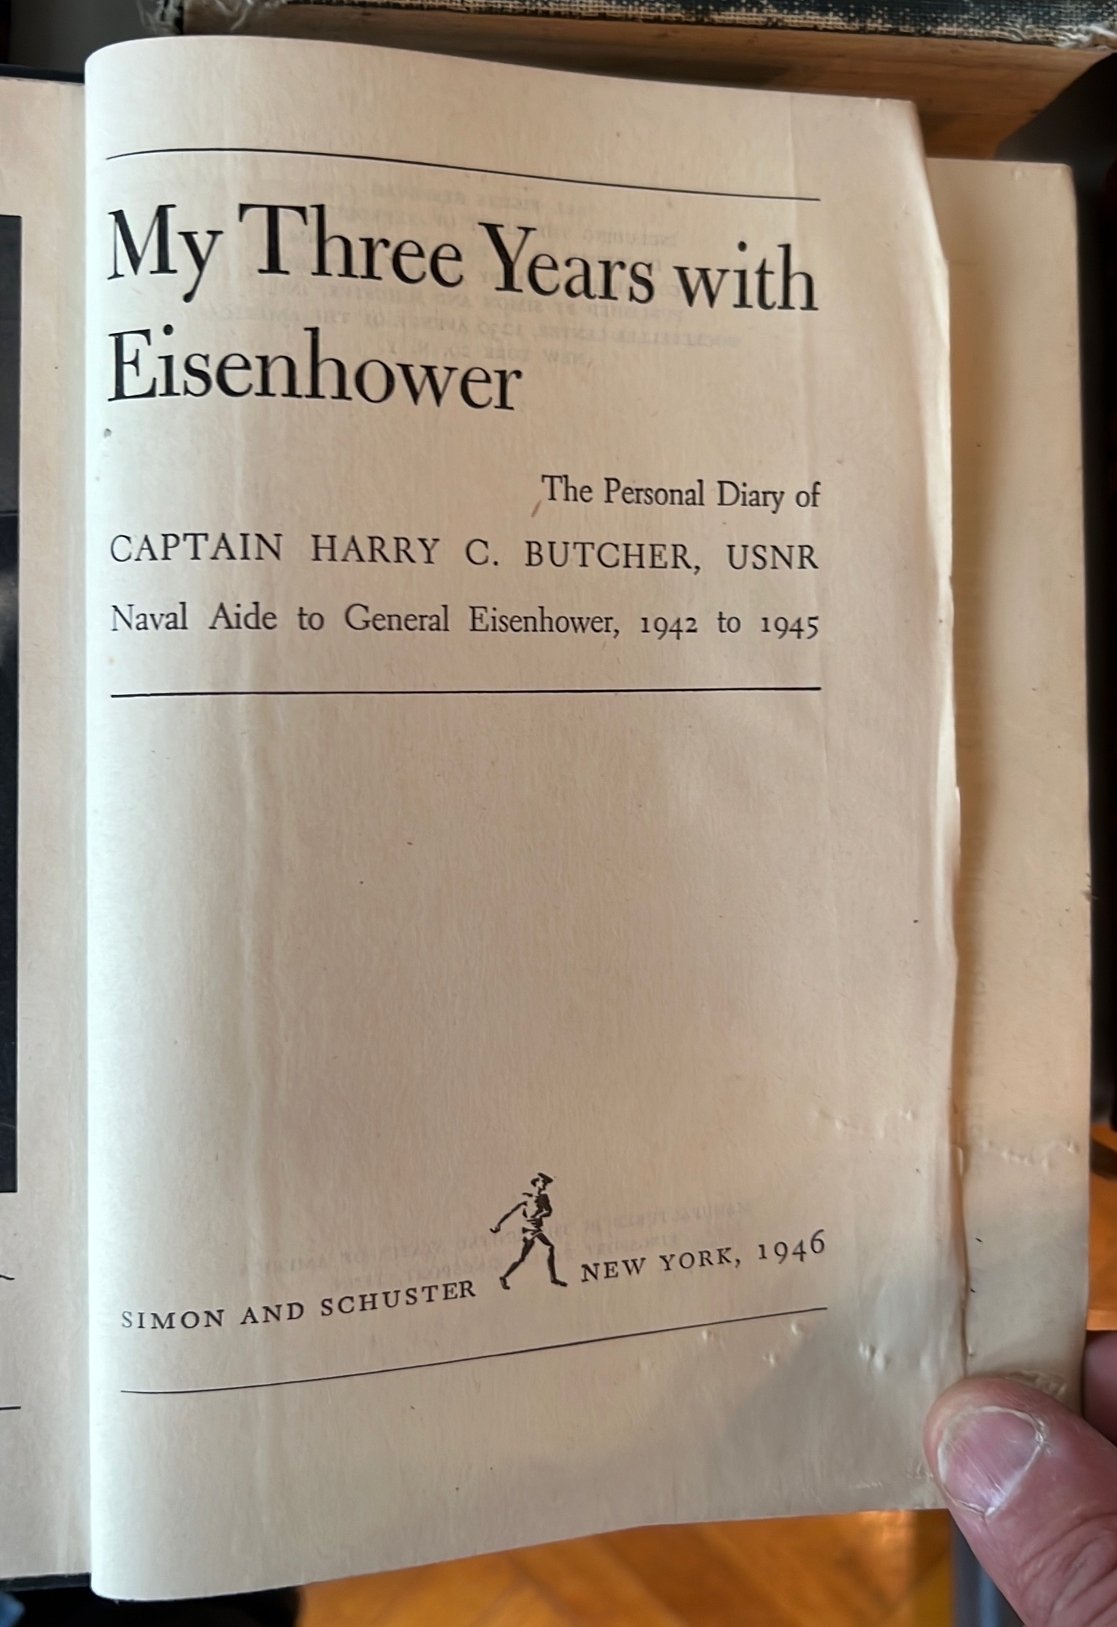 My Three Years with
Eisenhower
The Personal Diary of
CAPTAIN HARRY C. BUTCHER, USNR
Naval Aide to General Eisenhower, 1942 to 1945
SIMON AND SCHUSTER NEW YORK, 1946